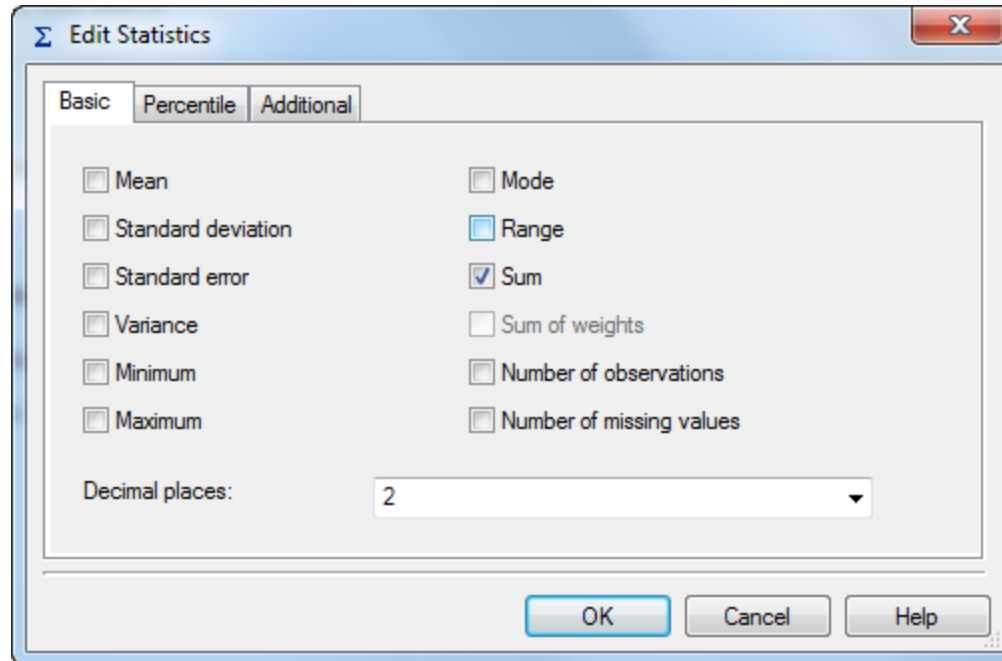 Σ Edit Statistics
Basic Percentile Additional
Mean
Standard deviation
Standard error
Variance
Minimum
Maximum
Mode
Range
Sum
Sum of weights
Number of observations
Number of missing values
Decimal places: 2
OK Cancel Help